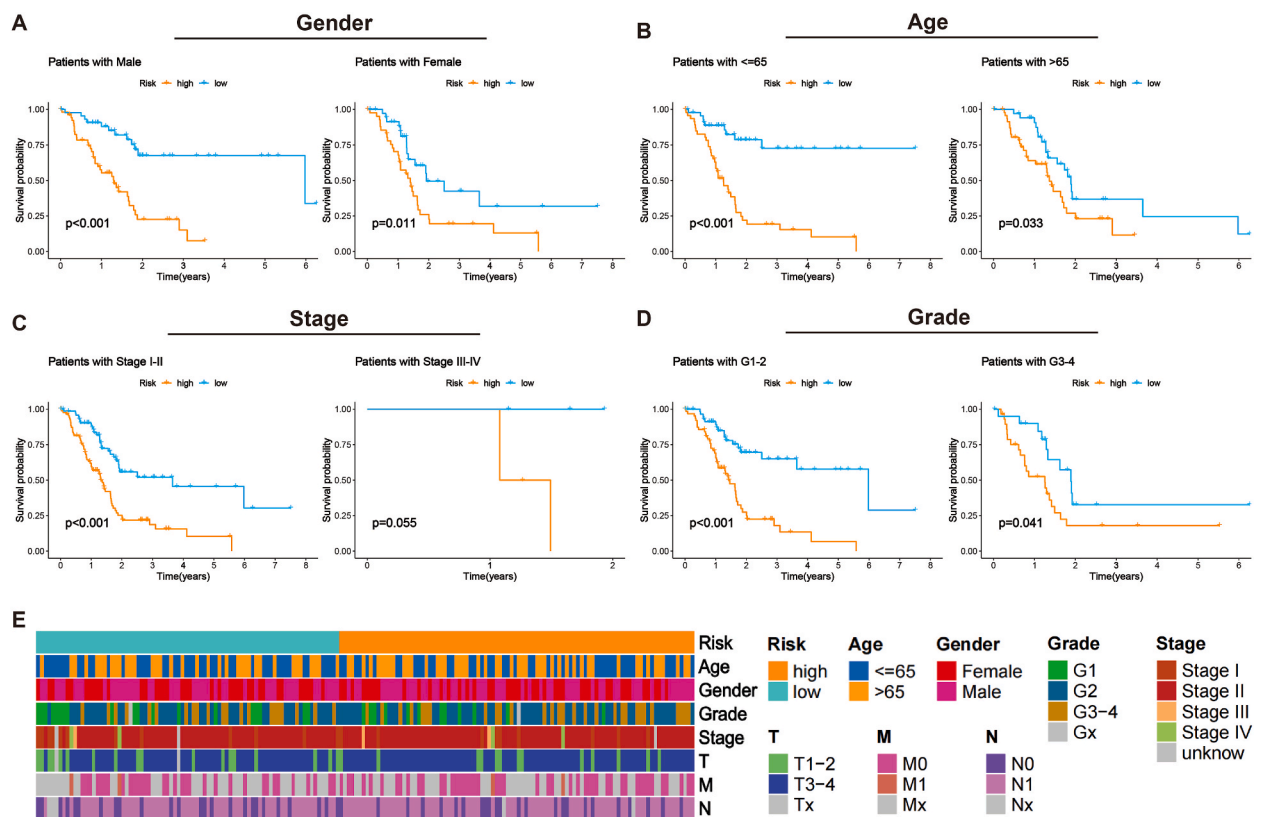 A
Gender
Patients with Male
Risk high low
Survival probability
1.00
0.75
0.50
0.25
0.00
p<0.001
0 1 2 3 4 5 6
Time(years)
Patients with Female
Risk high low
Survival probability
1.00
0.75
0.50
0.25
0.00
p=0.011
0 1 2 3 4 5 6 7 8
Time(years)
B
Age
Patients with <=65
Risk high low
Survival probability
1.00
0.75
0.50
0.25
0.00
p<0.001
0 1 2 3 4 5 6 7 8
Time(years)
Patients with >65
Risk high low
Survival probability
1.00
0.75
0.50
0.25
0.00
p=0.033
0 1 2 3 4 5 6
Time(years)
C
Stage
Patients with Stage I-II
Risk high low
Survival probability
1.00
0.75
0.50
0.25
0.00
p<0.001
0 1 2 3 4 5 6 7 8
Time(years)
Patients with Stage III-IV
Risk high low
Survival probability
1.00
0.75
0.50
0.25
0.00
p=0.055
0 1 2
Time(years)
D
Grade
Patients with G1-2
Risk high low
Survival probability
1.00
0.75
0.50
0.25
0.00
p<0.001
0 1 2 3 4 5 6 7 8
Time(years)
Patients with G3-4
Risk high low
Survival probability
1.00
0.75
0.50
0.25
0.00
p=0.041
0 1 2 3 4 5 6
Time(years)
E
Risk
Age
Gender
Grade
Stage
T
M
N
Risk
high
low
Age
<=65
>65
Gender
Female
Male
Grade
G1
G2
G3-4
Gx
Stage
Stage I
Stage II
Stage III
Stage IV
unknow
T
T1-2
T3-4
Tx
M
M0
M1
Mx
N
N0
N1
Nx